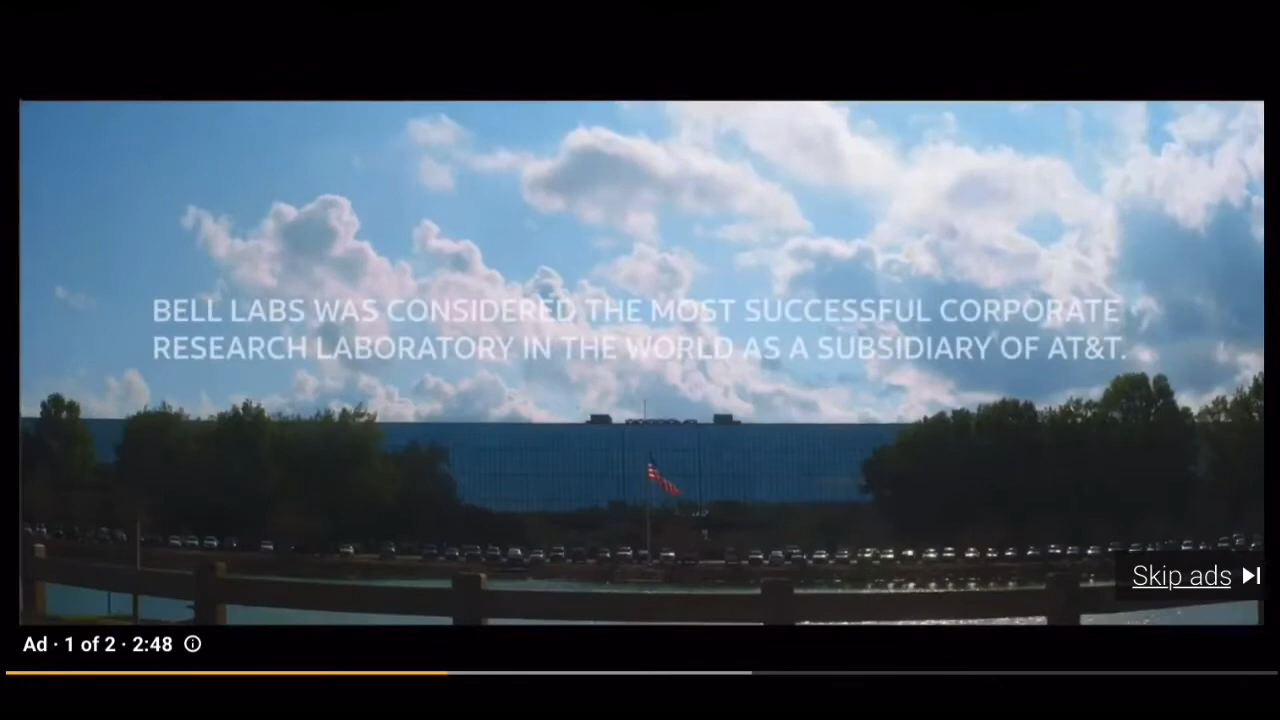 BELL LABS WAS CONSIDERED THE MOST SUCCESSFUL CORPORATE
RESEARCH LABORATORY IN THE WORLD AS A SUBSIDIARY OF AT&T.
Skip ads
Ad · 1 of 2 · 2:48